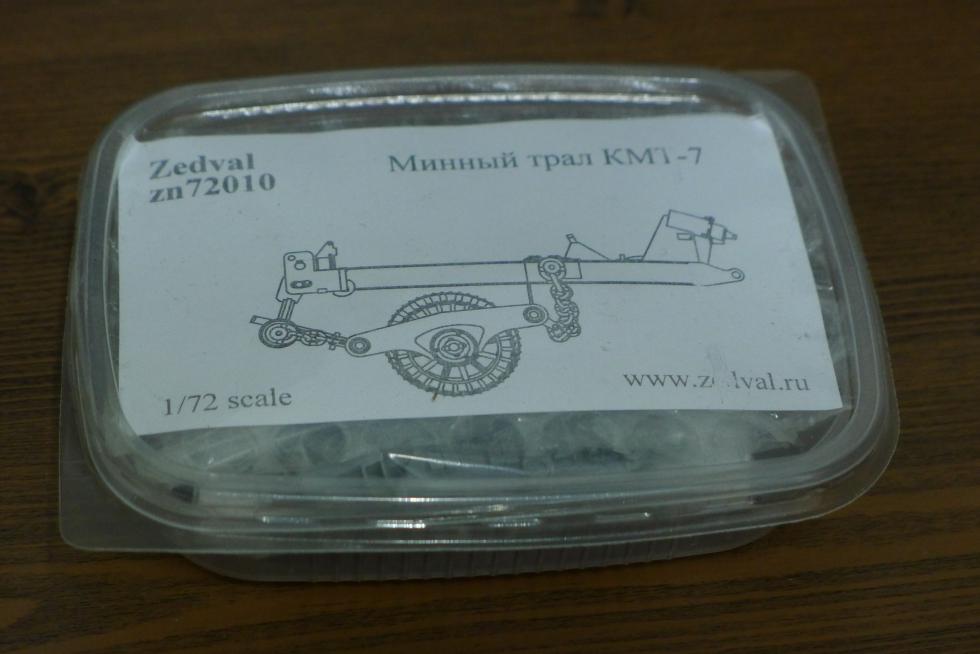 Zedval
zn72010
Минный трал КМТ-7
1/72 scale
www.zedval.ru